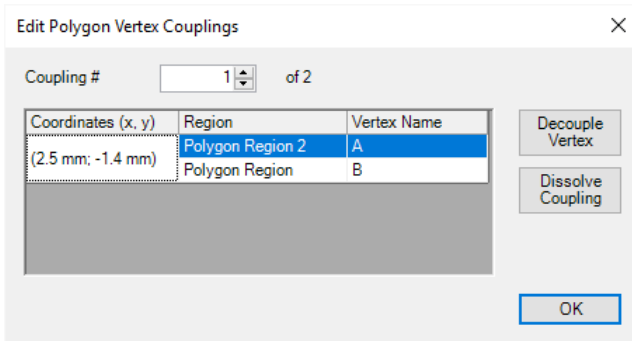 Edit Polygon Vertex Couplings
Coupling # 1 of 2
Coordinates (x, y) Region Vertex Name
(2.5 mm; -1.4 mm)
Polygon Region 2 A
Polygon Region B
Decouple
Vertex
Dissolve
Coupling
OK